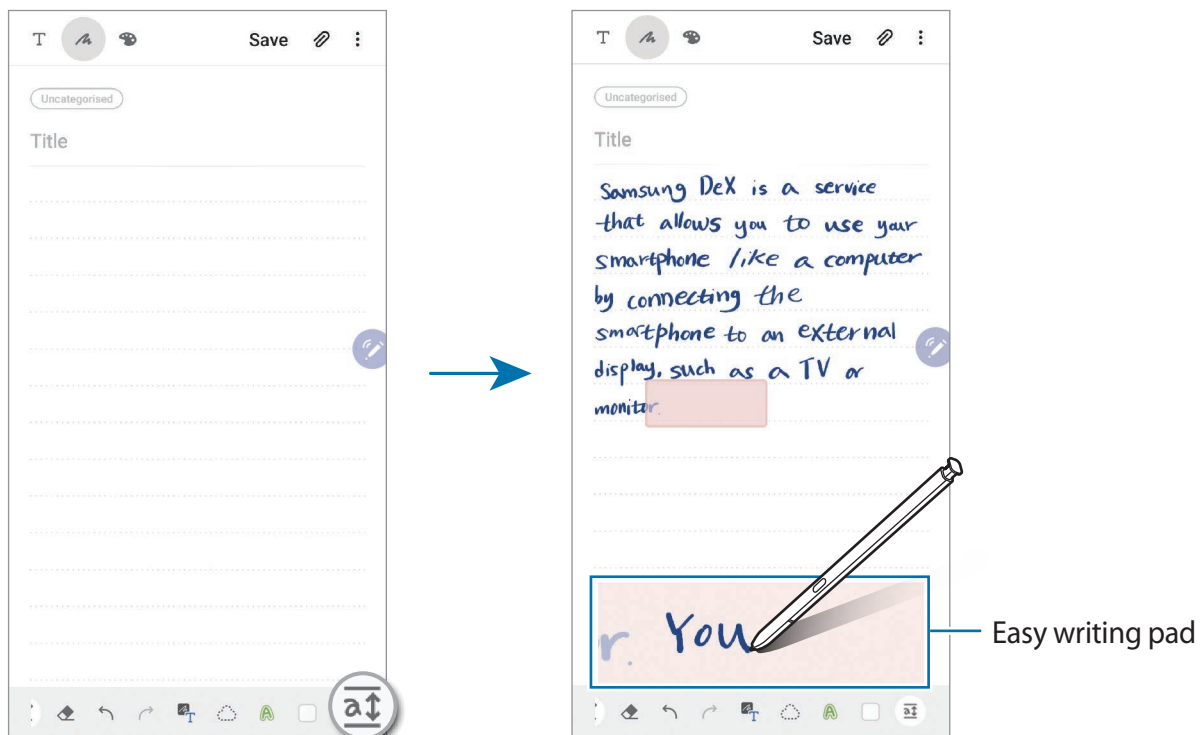 T Save
Uncategorised
Title
T
a
T Save
Uncategorised
Title
Samsung DeX is a service
that allows you to use your
smartphone like a computer
by connecting the
smartphone to an external
display, such as a TV or
monitor.
r. You
Easy writing pad
T
a